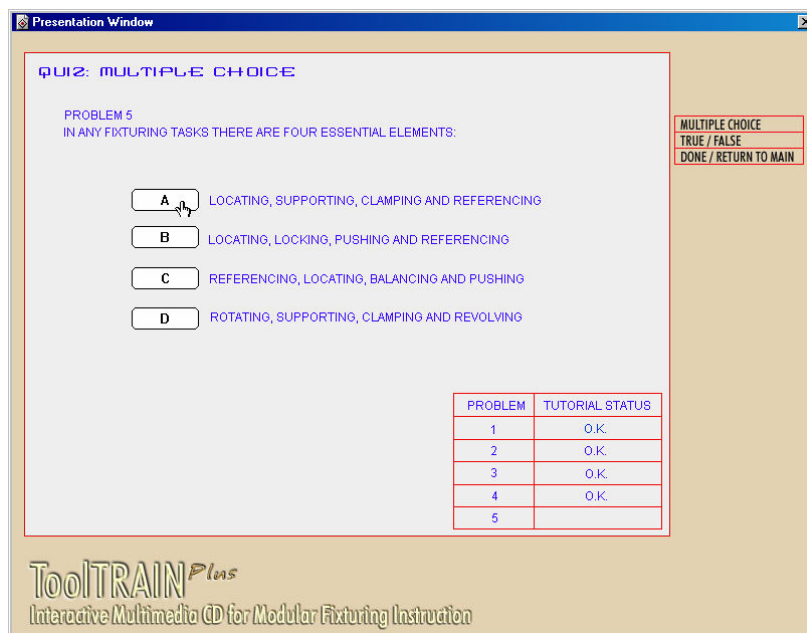 Presentation Window
QUIZ: MULTIPLE CHOICE
PROBLEM 5
IN ANY FIXTURING TASKS THERE ARE FOUR ESSENTIAL ELEMENTS:
A LOCATING, SUPPORTING, CLAMPING AND REFERENCING
B LOCATING, LOCKING, PUSHING AND REFERENCING
C REFERENCING, LOCATING, BALANCING AND PUSHING
D ROTATING, SUPPORTING, CLAMPING AND REVOLVING
MULTIPLE CHOICE
TRUE / FALSE
DONE / RETURN TO MAIN
PROBLEM TUTORIAL STATUS
1 O.K.
2 O.K.
3 O.K.
4 O.K.
5
ToolTRAIN Plus
Interactive Multimedia CD for Modular Fixturing Instruction